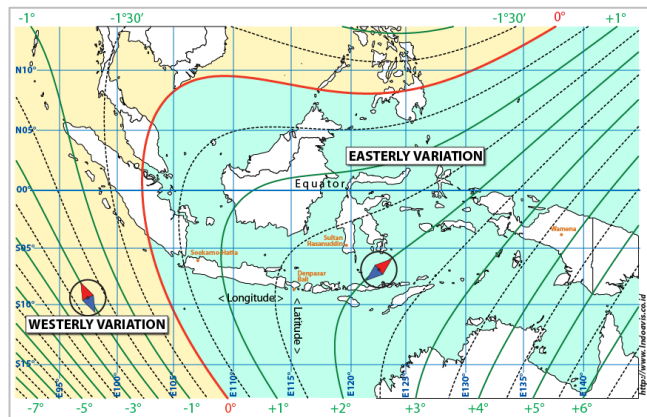 -1° -1°30' -1°30' 0° +1°
N10°
N05°
EASTERLY VARIATION
Equator
00°
Wamena
Sultan
Hasanuddin
S05°
Soekarno-Hatta
Denpasar
Bali
< Longitude >
< Latitude >
S10°
WESTERLY VARIATION
S15°
E95° E100° E105° E110° E115° E120° E125° E130° E135° E140°
-7° -5° -3° -1° 0° +1° +2° +3° +4° +5° +6°
http://www.indoavis.co.id